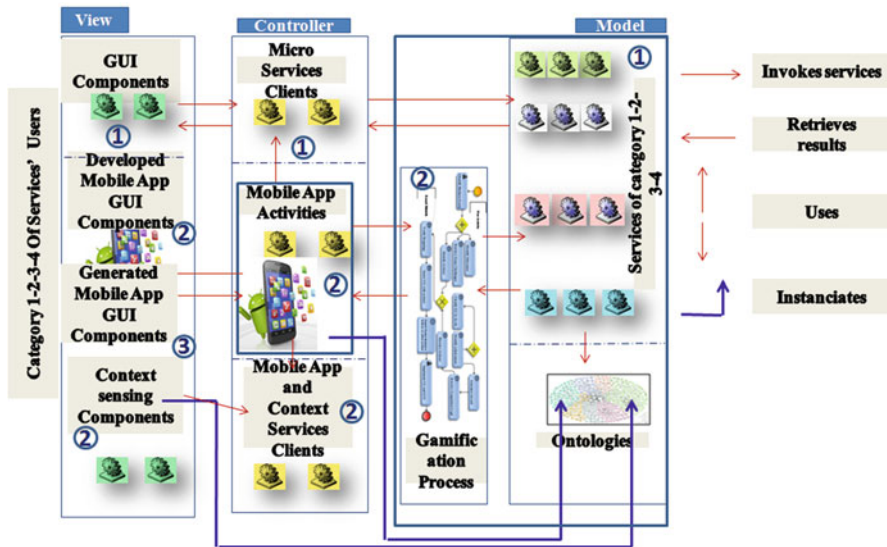 View
Controller
Model
Category 1-2-3-4 Of Services' Users
GUI
Components
1
Developed
Mobile App
GUI
Components
2
Generated
Mobile App
GUI
Components
3
Context
sensing
Components
2
Micro
Services
Clients
1
Mobile App
Activities
2
Mobile App
and
Context
Services
Clients
2
2
Gamific
ation
Process
1
Services of category 1-2-
3-4
Ontologies
Invokes services
Retrieves
results
Uses
Instanciates